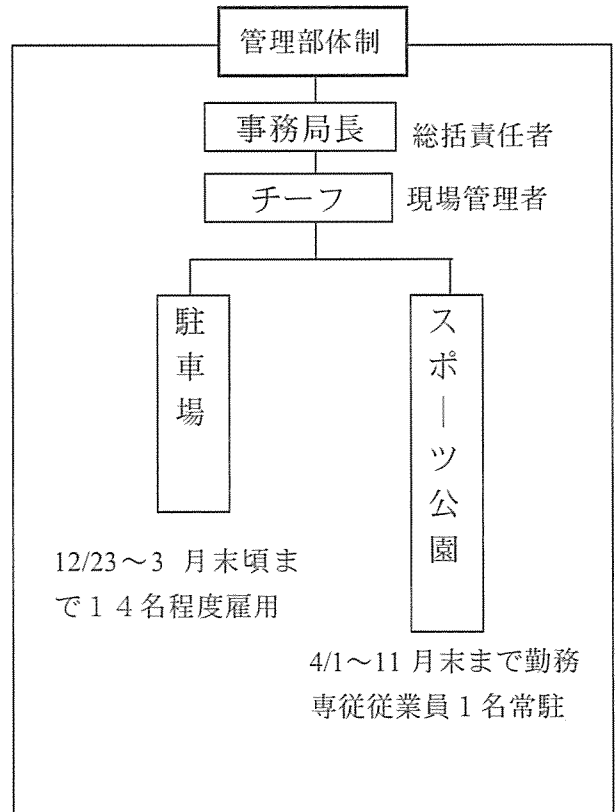 管理部体制
事務局長
総括責任者
チーフ
現場管理者
駐車場
スポーツ公園
12/23～3 月末頃ま
で１４名程度雇用
4/1～11 月末まで勤務
専従従業員 1 名常駐